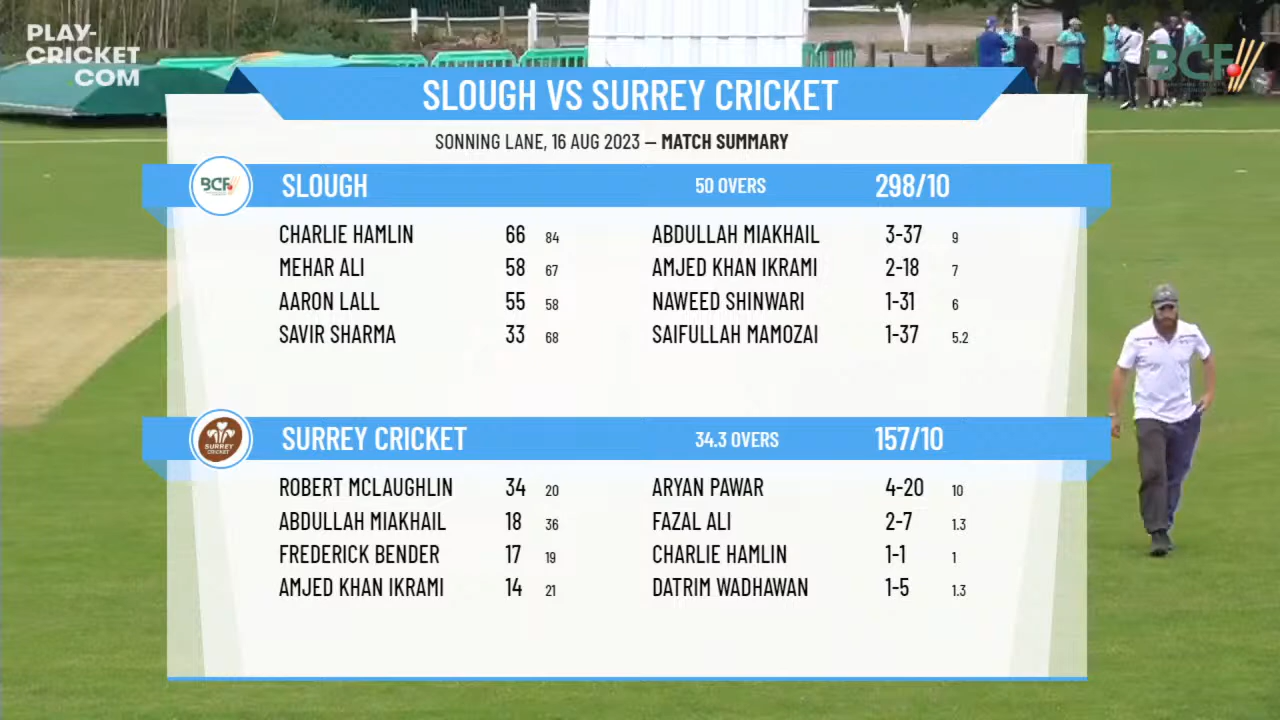 PLAY-
CRICKET
.COM
BCF
SLOUGH VS SURREY CRICKET
SONNING LANE, 16 AUG 2023 – MATCH SUMMARY
BCF SLOUGH 50 OVERS 298/10
CHARLIE HAMLIN 66 84 ABDULLAH MIAKHAIL 3-37 9
MEHAR ALI 58 67 AMJED KHAN IKRAMI 2-18 7
AARON LALL 55 58 NAWEED SHINWARI 1-31 6
SAVIR SHARMA 33 68 SAIFULLAH MAMOZAI 1-37 5.2
SURREY CRICKET SURREY CRICKET 34.3 OVERS 157/10
ROBERT MCLAUGHLIN 34 20 ARYAN PAWAR 4-20 10
ABDULLAH MIAKHAIL 18 36 FAZAL ALI 2-7 1.3
FREDERICK BENDER 17 19 CHARLIE HAMLIN 1-1 1
AMJED KHAN IKRAMI 14 21 DATRIM WADHAWAN 1-5 1.3